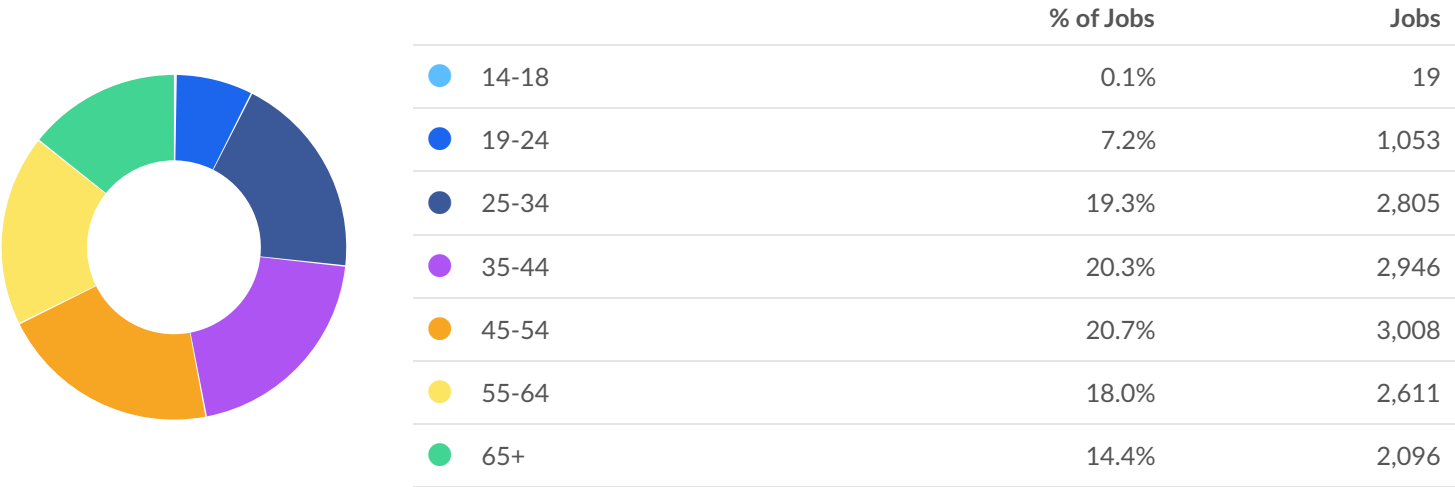 % of Jobs Jobs
14-18 0.1% 19
19-24 7.2% 1,053
25-34 19.3% 2,805
35-44 20.3% 2,946
45-54 20.7% 3,008
55-64 18.0% 2,611
65+ 14.4% 2,096